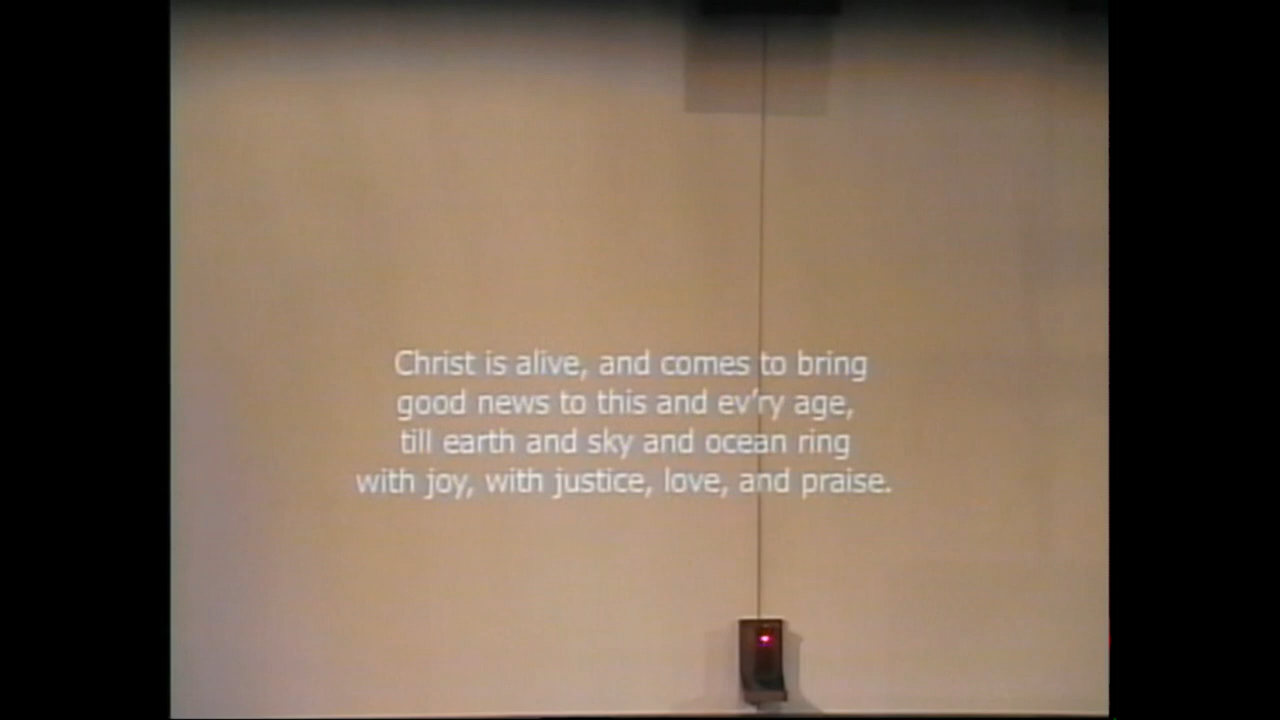 Christ is alive, and comes to bring
good news to this and ev'ry age,
till earth and sky and ocean ring
with joy, with justice, love, and praise.